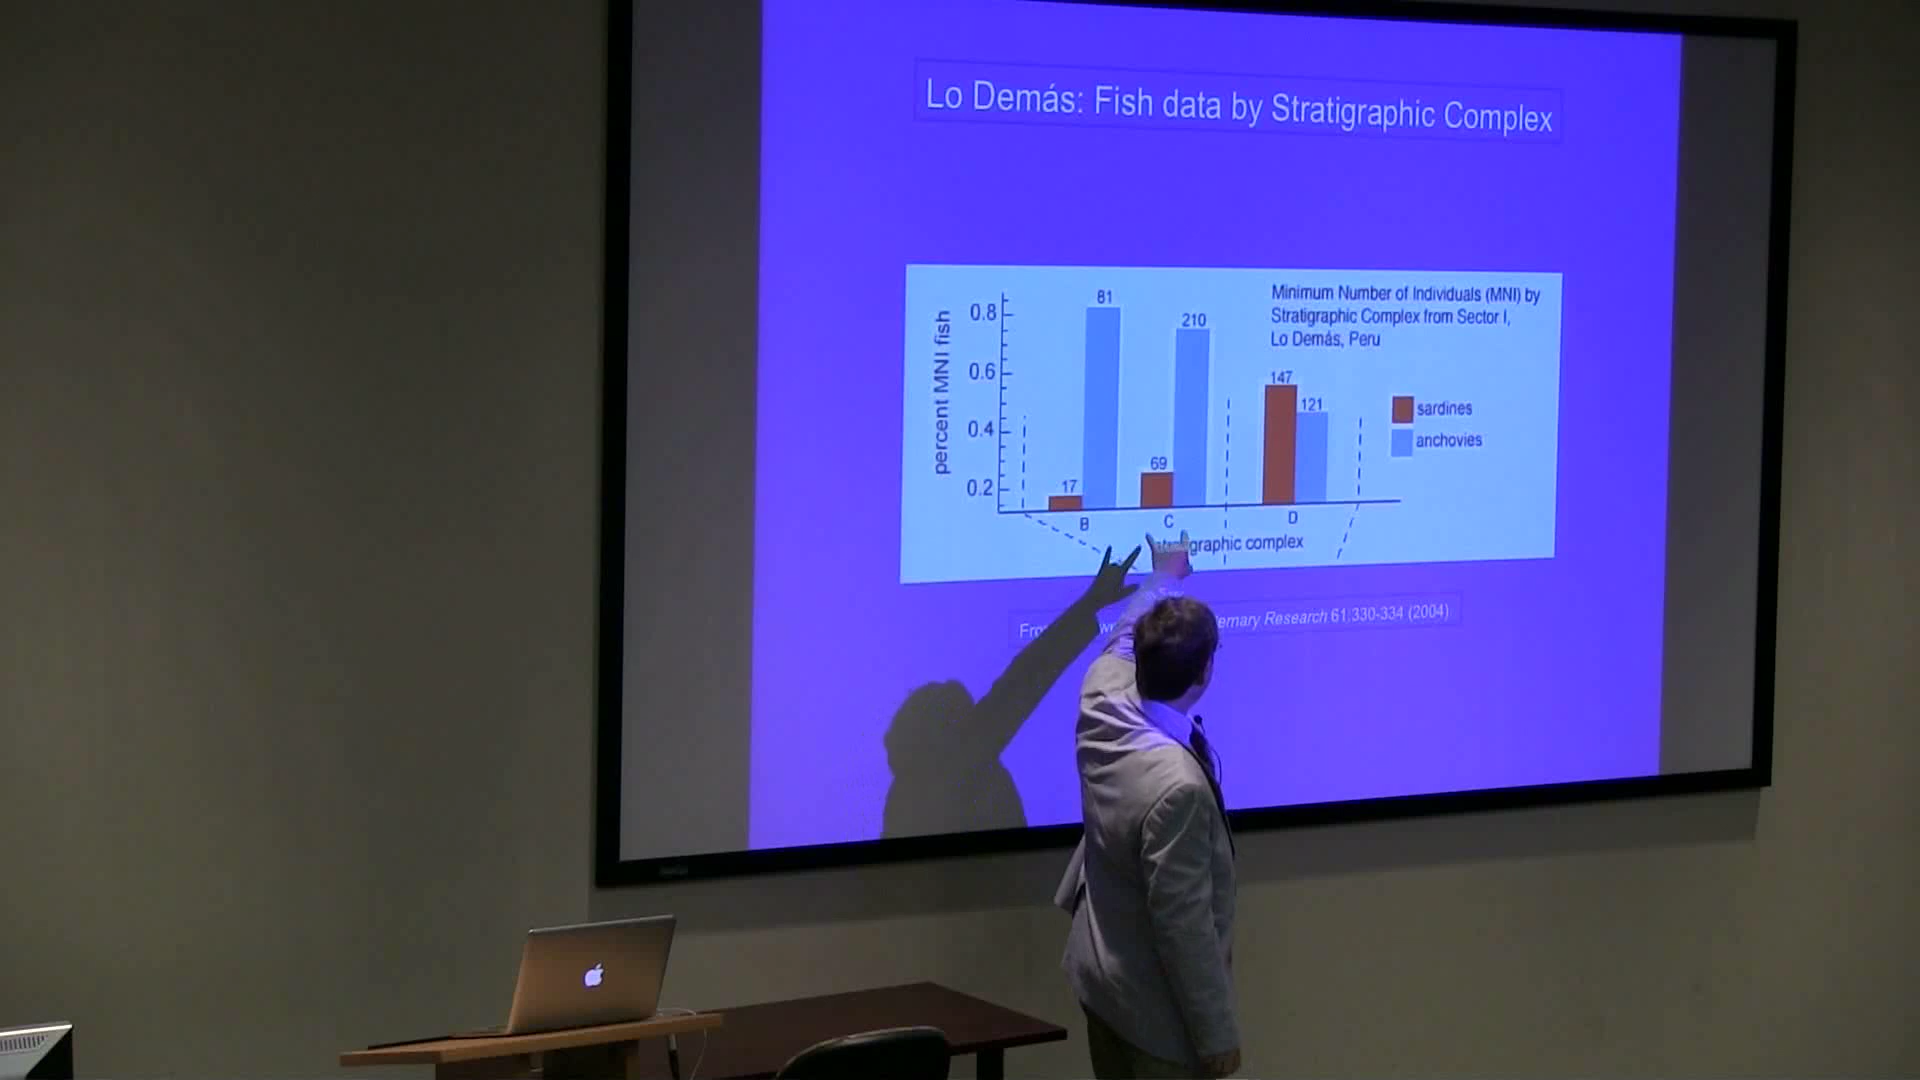 Lo Demás: Fish data by Stratigraphic Complex
Minimum Number of Individuals (MNI) by
Stratigraphic Complex from Sector I,
Lo Demás, Peru
percent MNI fish
0.8
0.6
0.4
0.2
81
210
147
121
69
17
sardines
anchovies
B C D
graphic complex
Research 61:330-334 (2004)